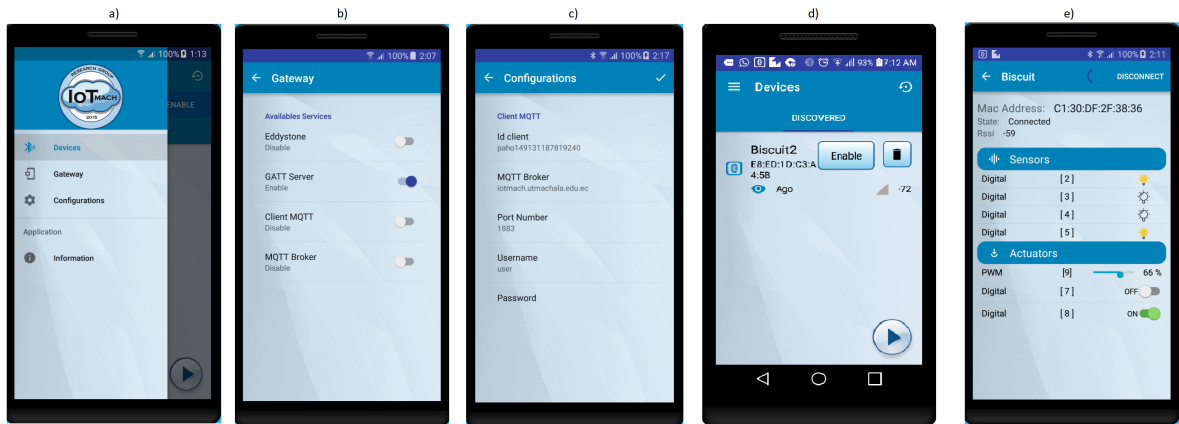 a)
100% 1:13
RESEARCH GROUP
IoTMACH
2015
ENABLE
Devices
Gateway
Configurations
Application
Information
b)
100% 2:07
Gateway
Availables Services
Eddystone
Disable
GATT Server
Enable
Client MQTT
Disable
MQTT Broker
Disable
c)
100% 2:17
Configurations
Client MQTT
Id client
paho149131187819240
MQTT Broker
iotmach.utmachala.edu.ec
Port Number
1883
Username
user
Password
d)
93% 7:12 AM
Devices
DISCOVERED
Biscuit2
E8:ED:1D:C3:A
4:5B
Enable
Ago -72
e)
100% 2:11
Biscuit DISCONNECT
Mac Address: C1:30:DF:2F:38:36
State: Connected
Rssi -59
Sensors
Digital [2]
Digital [3]
Digital [4]
Digital [5]
Actuators
PWM [9] 66 %
Digital [7] OFF
Digital [8] ON